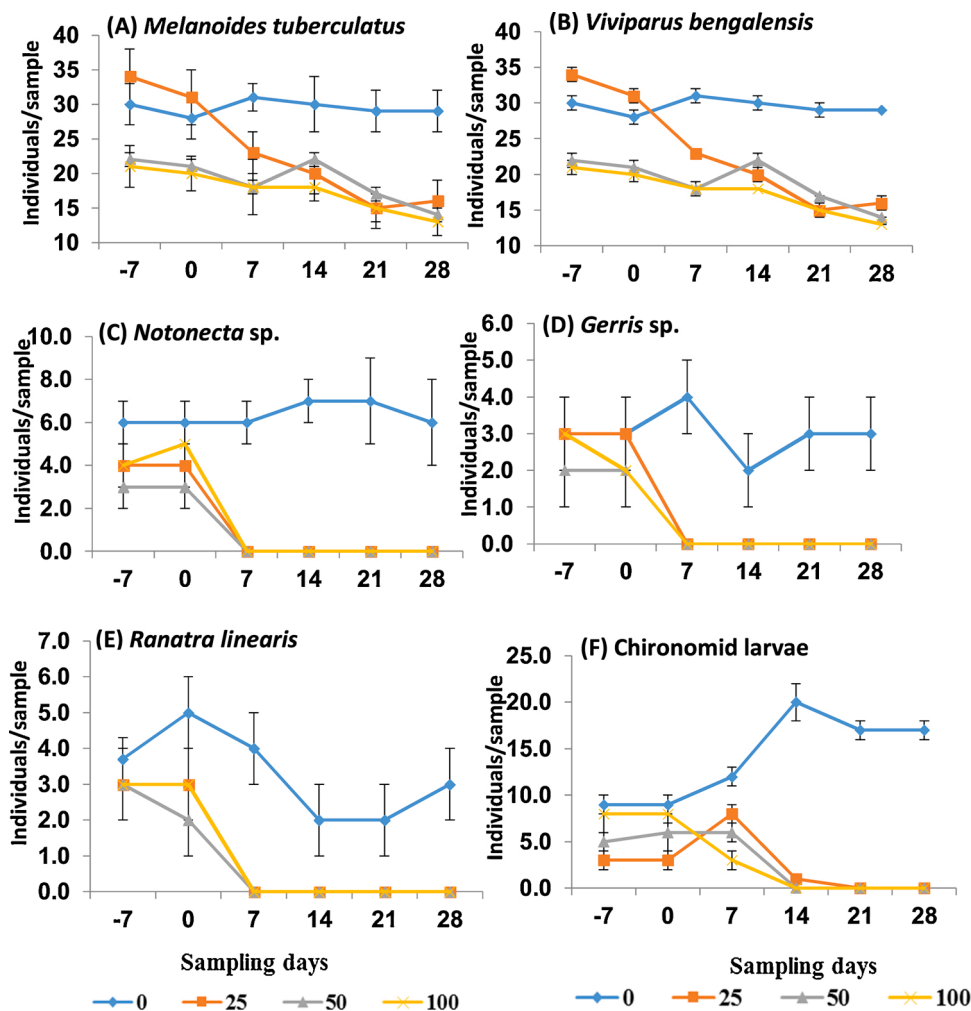 (A) Melanoides tuberculatus
Individuals/sample
40
35
30
25
20
15
10
-7 0 7 14 21 28
(B) Viviparus bengalensis
Individuals/sample
40
35
30
25
20
15
10
-7 0 7 14 21 28
(C) Notonecta sp.
Individuals/sample
10.0
8.0
6.0
4.0
2.0
0.0
-7 0 7 14 21 28
(D) Gerris sp.
Individuals/sample
6.0
5.0
4.0
3.0
2.0
1.0
0.0
-7 0 7 14 21 28
(E) Ranatra linearis
Individuals/sample
7.0
6.0
5.0
4.0
3.0
2.0
1.0
0.0
-7 0 7 14 21 28
Sampling days
0 25 50 100
(F) Chironomid larvae
Individuals/sample
25.0
20.0
15.0
10.0
5.0
0.0
-7 0 7 14 21 28
Sampling days
0 25 50 100